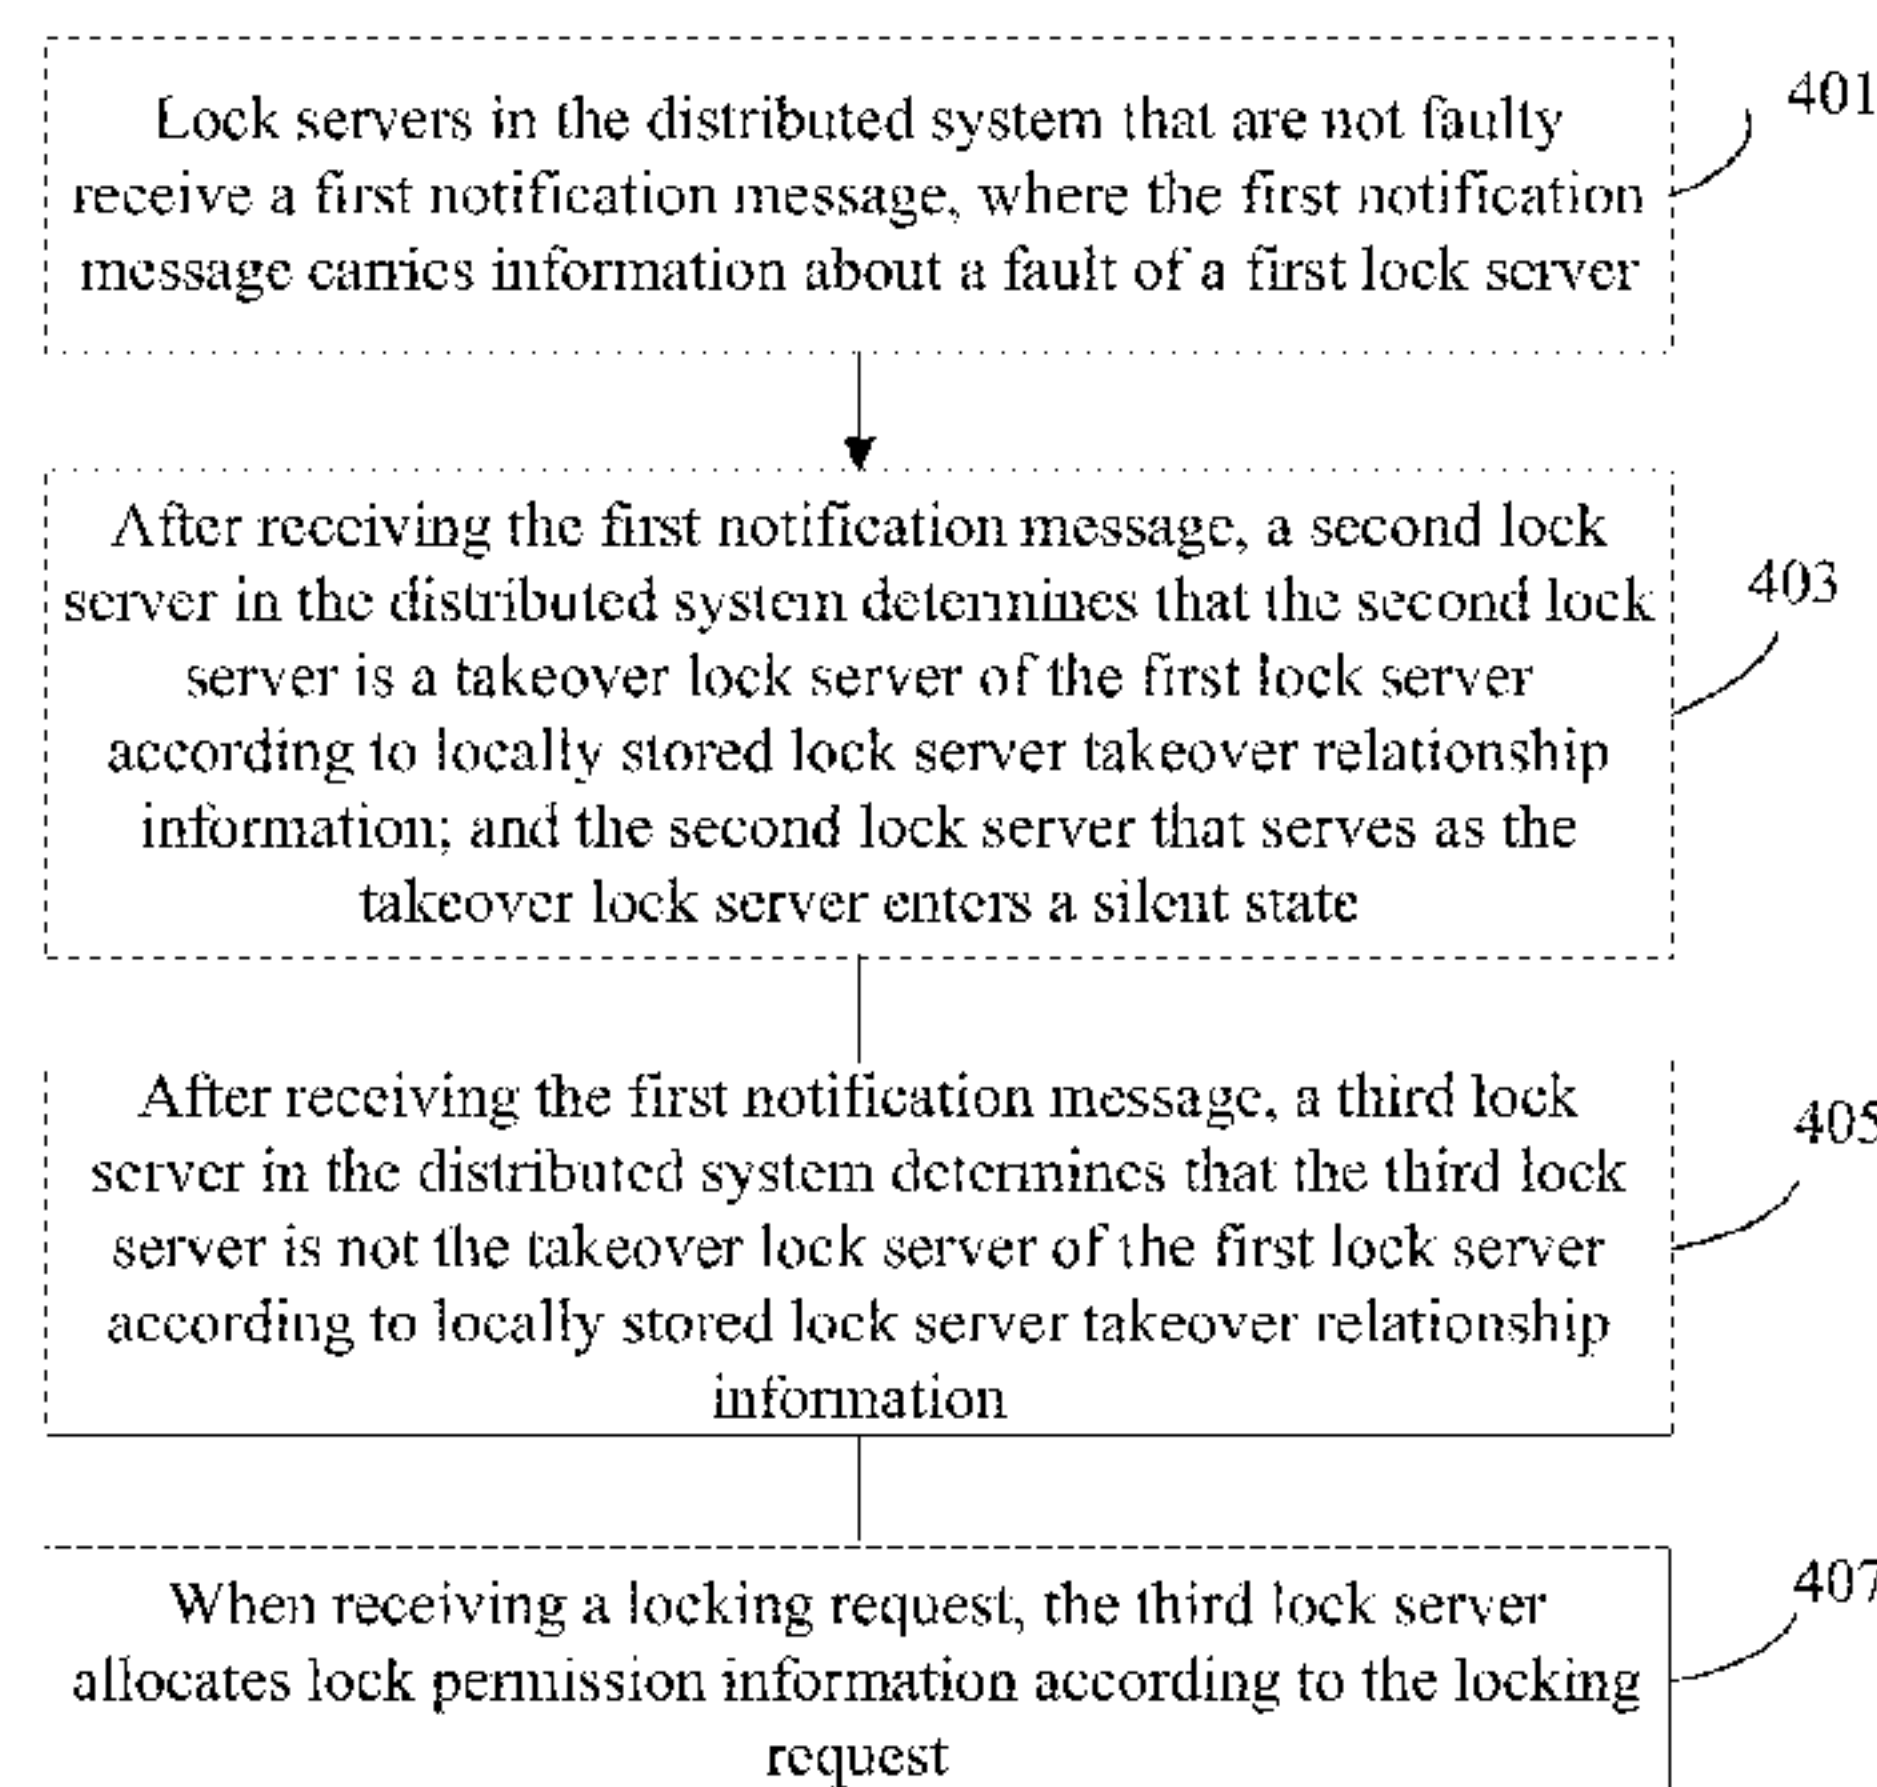 Lock servers in the distributed system that are not faulty
receive a first notification message, where the first notification
message carries information about a fault of a first lock server
401
After receiving the first notification message, a second lock
server in the distributed system determines that the second lock
server is a takeover lock server of the first lock server
according to locally stored lock server takeover relationship
information; and the second lock server that serves as the
takeover lock server enters a silent state
403
After receiving the first notification message, a third lock
server in the distributed system determines that the third lock
server is not the takeover lock server of the first lock server
according to locally stored lock server takeover relationship
information
405
When receiving a locking request, the third lock server
allocates lock permission information according to the locking
request
407